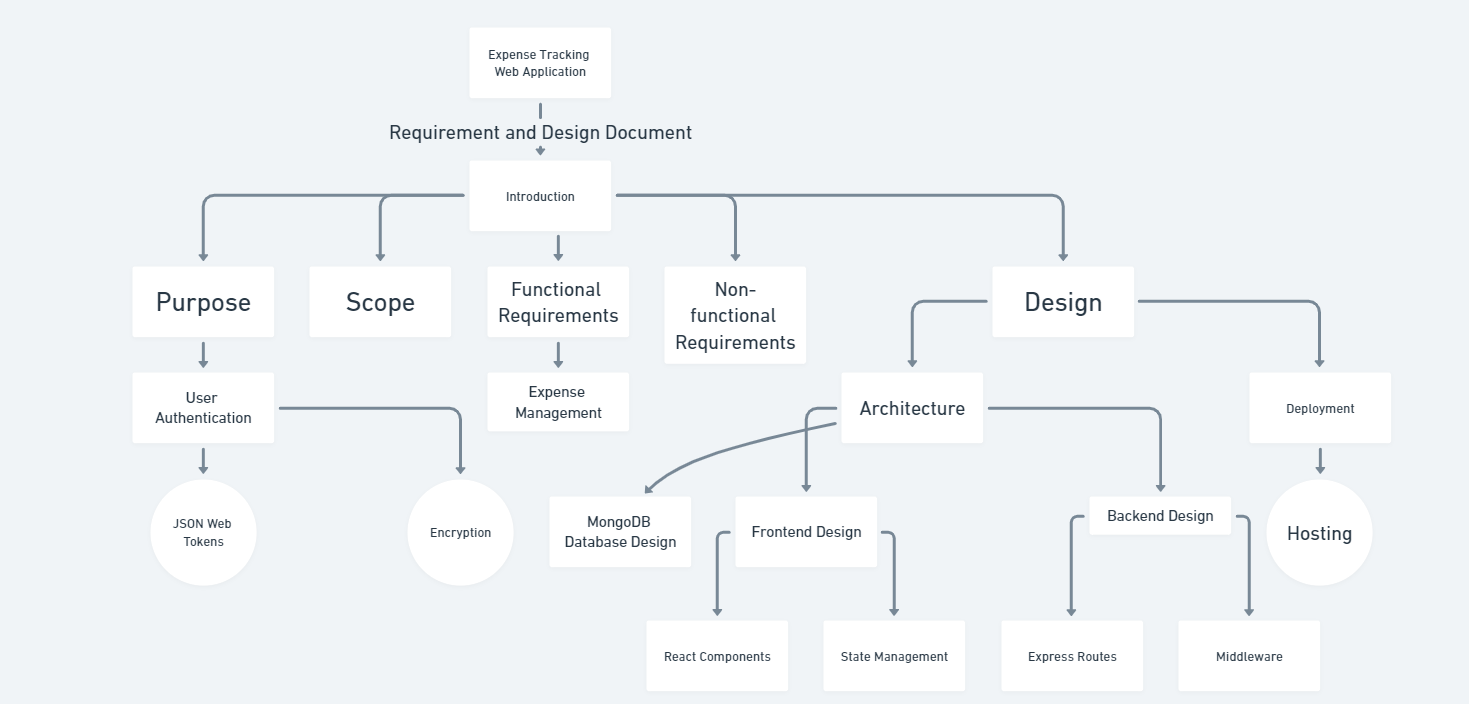 Expense Tracking
Web Application
Requirement and Design Document
Introduction
Purpose
Scope
Functional
Requirements
Non-
functional
Requirements
Design
User
Authentication
Expense
Management
Architecture
Deployment
JSON Web
Tokens
Encryption
MongoDB
Database Design
Frontend Design
Backend Design
Hosting
React Components
State Management
Express Routes
Middleware